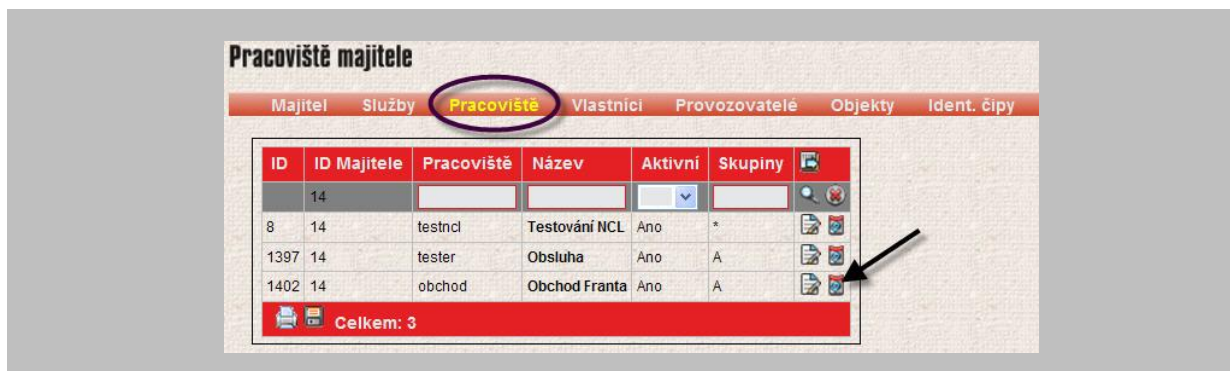 Pracoviště majitele
Majitel Služby Pracoviště Vlastníci Provozovatelé Objekty Ident. čipy
ID ID Majitele Pracoviště Název Aktivní Skupiny
14
8 14 testncl Testování NCL Ano *
1397 14 tester Obsluha Ano A
1402 14 obchod Obchod Franta Ano A
Celkem: 3